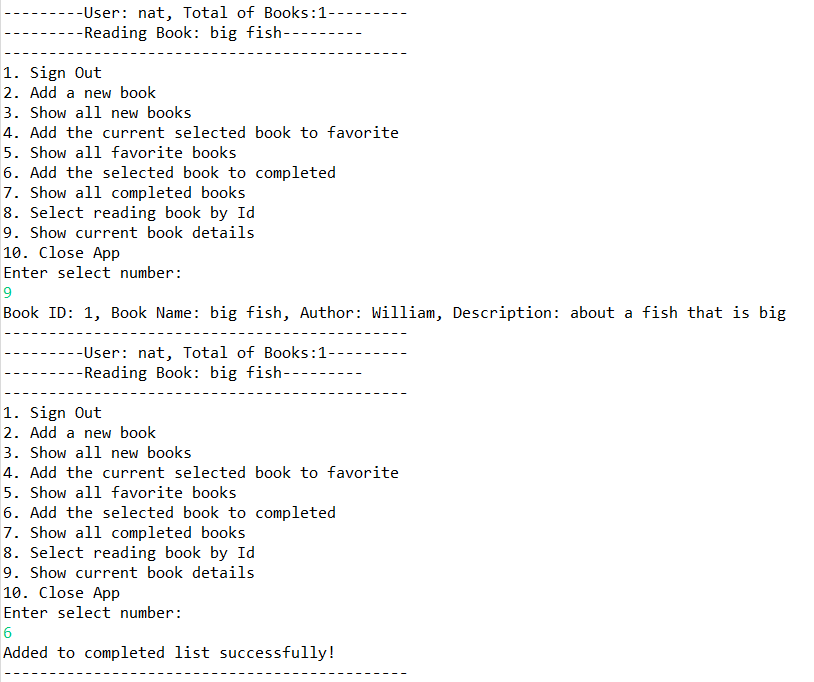 ---------User: nat, Total of Books:1---------
---------Reading Book: big fish---------
---------------------------------------------
1. Sign Out
2. Add a new book
3. Show all new books
4. Add the current selected book to favorite
5. Show all favorite books
6. Add the selected book to completed
7. Show all completed books
8. Select reading book by Id
9. Show current book details
10. Close App
Enter select number:
9
Book ID: 1, Book Name: big fish, Author: William, Description: about a fish that is big
---------------------------------------------
---------User: nat, Total of Books:1---------
---------Reading Book: big fish---------
---------------------------------------------
1. Sign Out
2. Add a new book
3. Show all new books
4. Add the current selected book to favorite
5. Show all favorite books
6. Add the selected book to completed
7. Show all completed books
8. Select reading book by Id
9. Show current book details
10. Close App
Enter select number:
6
Added to completed list successfully!
---------------------------------------------